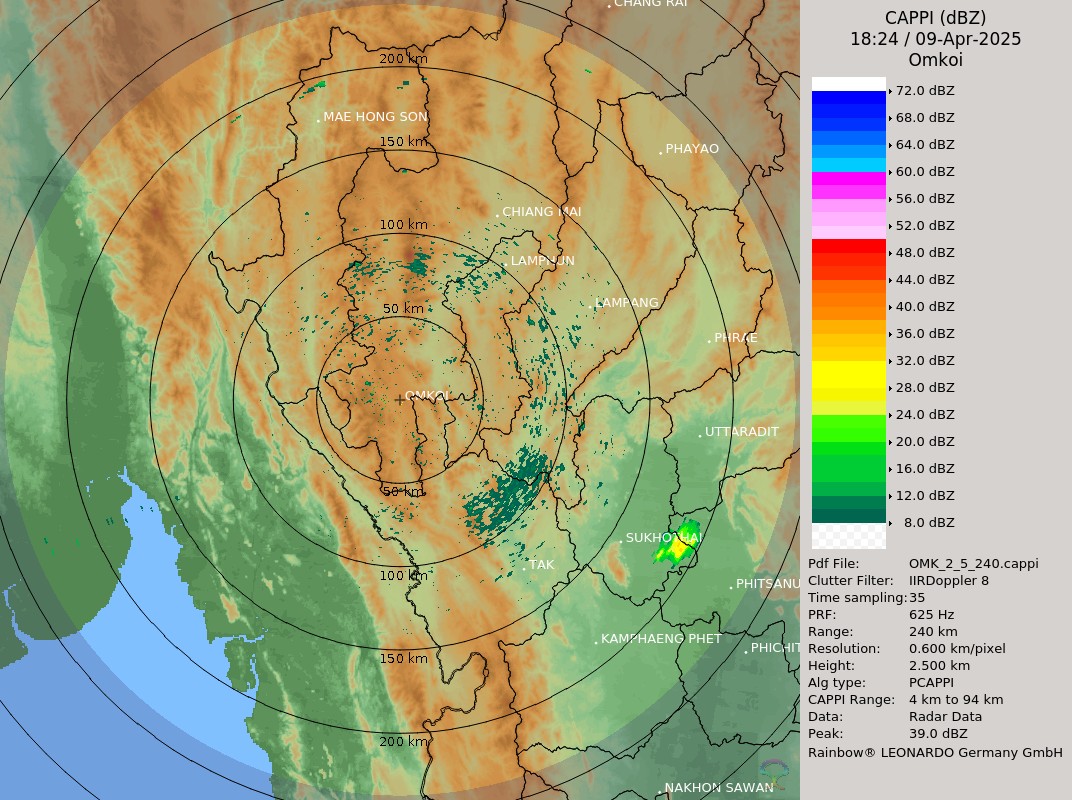 CHANG RAI
200 km
MAE HONG SON
150 km
PHAYAO
CHIANG MAI
100 km
LAMPHUN
LAMPANG
50 km
PHRAE
OMKOI
UTTARADIT
50 km
SUKHOTHAI
TAK
100 km
PHITSANU
KAMPHAENG PHET
PHICHIT
150 km
200 km
NAKHON SAWAN
CAPPI (dBZ)
18:24 / 09-Apr-2025
Omkoi
72.0 dBZ
68.0 dBZ
64.0 dBZ
60.0 dBZ
56.0 dBZ
52.0 dBZ
48.0 dBZ
44.0 dBZ
40.0 dBZ
36.0 dBZ
32.0 dBZ
28.0 dBZ
24.0 dBZ
20.0 dBZ
16.0 dBZ
12.0 dBZ
8.0 dBZ
Pdf File: OMK_2_5_240.cappi
Clutter Filter: IIRDoppler 8
Time sampling: 35
PRF: 625 Hz
Range: 240 km
Resolution: 0.600 km/pixel
Height: 2.500 km
Alg type: PCAPPI
CAPPI Range: 4 km to 94 km
Data: Radar Data
Peak: 39.0 dBZ
Rainbow® LEONARDO Germany GmbH